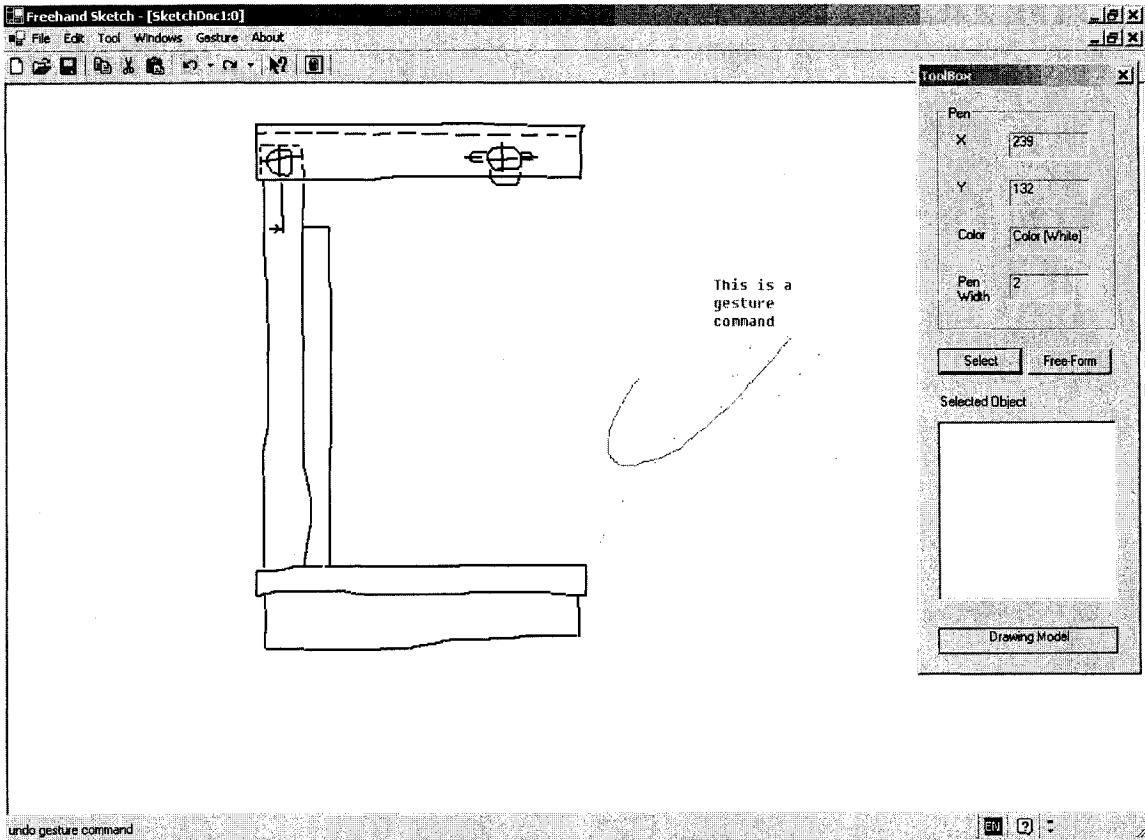 Freehand Sketch - [SketchDoc1:0]
File Edit Tool Windows Gesture About
ToolBox
Pen
X 239
Y 132
Color Color [White]
Pen Width 2
Select Free-Form
Selected Object
Drawing Model
This is a
gesture
command
undo gesture command
EN